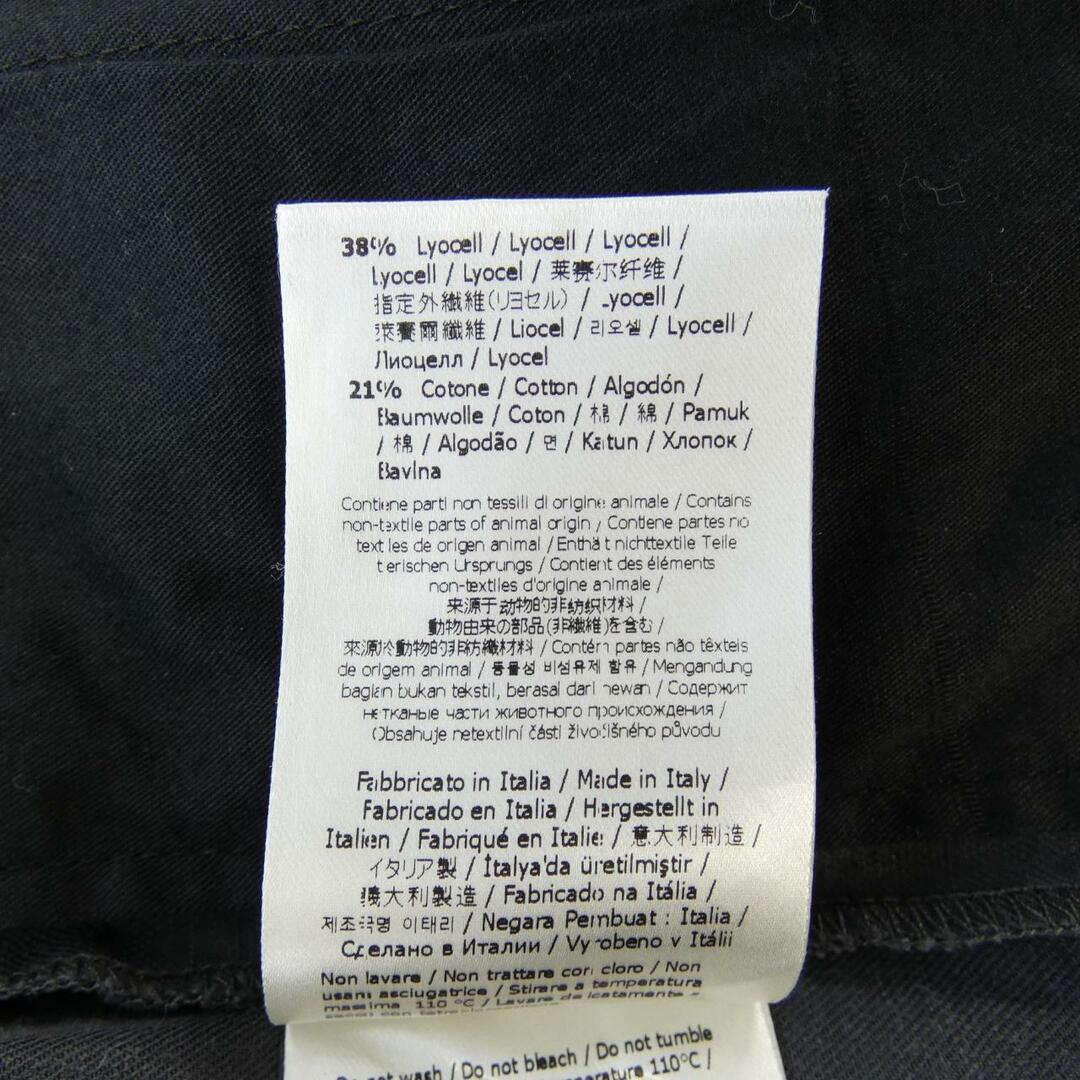 38% Lyocell / Lyocell / Lyocell /
Lyocell / Lyocel / 莱赛尔纤维 /
指定外繊維(リヨセル) / Lyocell /
萊賽爾纖維 / Liocel / 리오셀 / Lyocell /
Лиоцелл / Lyocel
21% Cotone / Cotton / Algodón /
Baumwolle / Coton / 棉 / 綿 / Pamuk
/ 棉 / Algodão / 면 / Katun / Хлопок /
Bavlna
Contiene parti non tessili di origine animale / Contains
non-textile parts of animal origin / Contiene partes no
textiles de origen animal / Enthält nichttextile Teile
tierischen Ursprungs / Contient des éléments
non-textiles d'origine animale /
来源于动物的非纺织材料 /
動物由来の部品(非繊維)を含む /
來源於動物的非紡織材料 / Contém partes não têxteis
de origem animal / 동물성 비섬유제 함유 / Mengandung
bagian bukan tekstil, berasal dari hewan / Содержит
нетканые части животного происхождения /
Obsahuje netextilní části živočišného původu
Fabbricato in Italia / Made in Italy /
Fabricado en Italia / Hergestellt in
Italien / Fabriqué en Italie / 意大利制造 /
イタリア製 / İtalya'da üretilmiştir /
義大利製造 / Fabricado na Itália /
제조국명 이태리 / Negara Pembuat : Italia /
Сделано в Италии / Vyrobeno v Itálii
Non lavare / Non trattare con cloro / Non
usare asciugatrice / Stirare a temperatura
massima 110 °C / Lavare delicatamente
secco con
not wash / Do not bleach / Do not tumble
temperature 110°C /